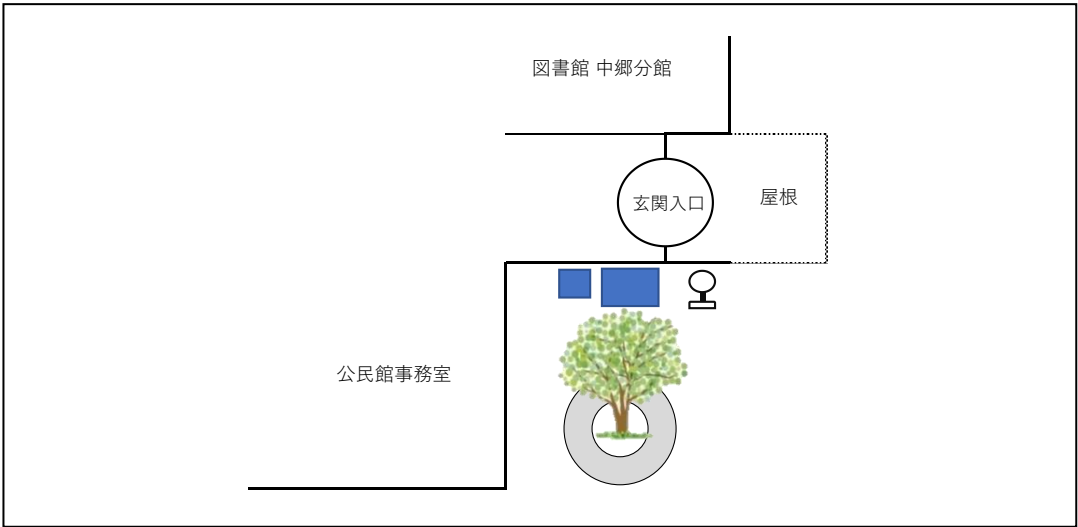 図書館 中郷分館
玄関入口
屋根
公民館事務室